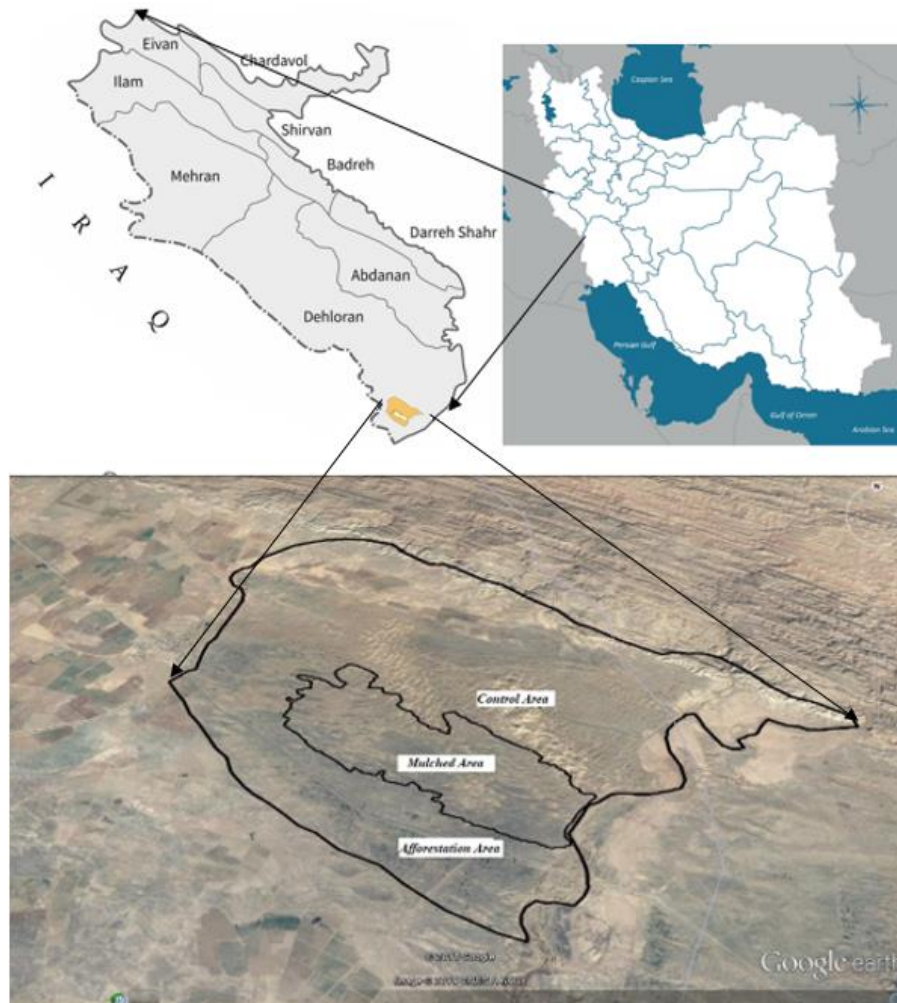 Eivan
Chardavol
Ilam
Shirvan
Badreh
Mehran
Darreh Shahr
Abdanan
Dehloran
I R A Q
Caspian Sea
Persian Gulf
Gulf of Oman
Arabian Sea
N
Control Area
Mulched Area
Afforestation Area
Google earth